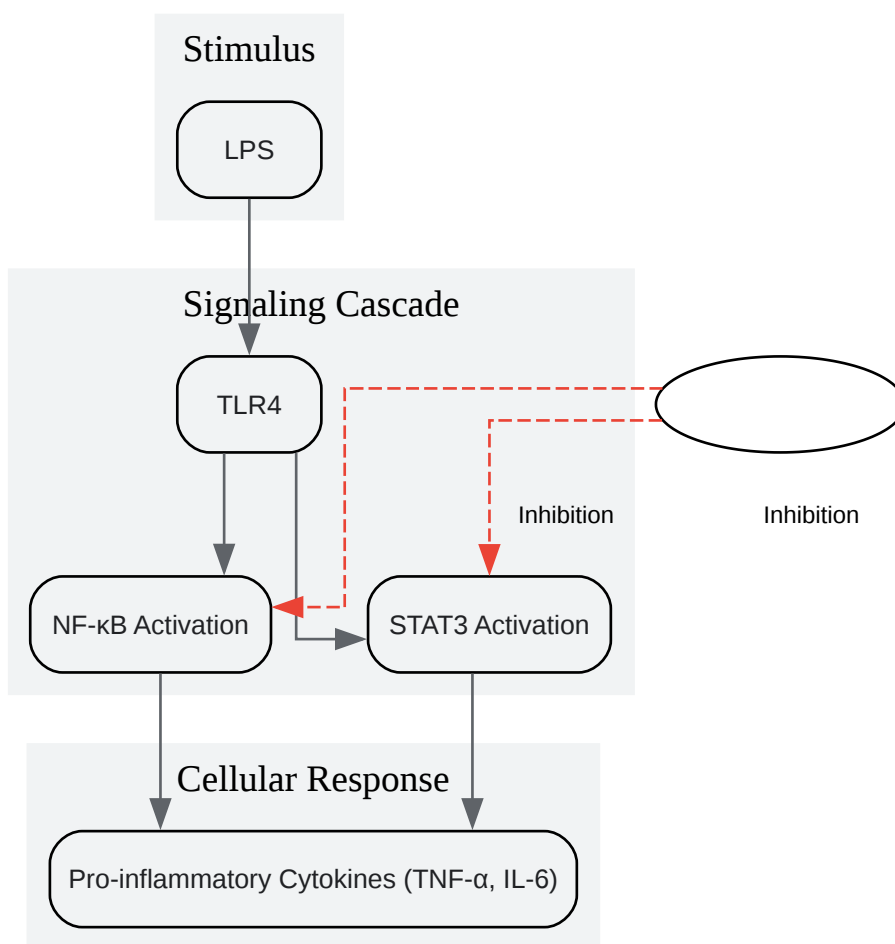 Stimulus
LPS
Signaling Cascade
TLR4
Inhibition
Inhibition
NF-κB Activation
STAT3 Activation
Cellular Response
Pro-inflammatory Cytokines (TNF-α, IL-6)